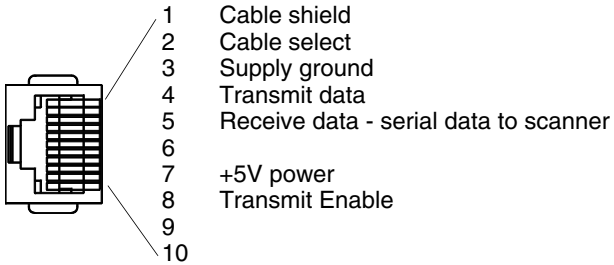 1 Cable shield
2 Cable select
3 Supply ground
4 Transmit data
5 Receive data - serial data to scanner
6
7 +5V power
8 Transmit Enable
9
10